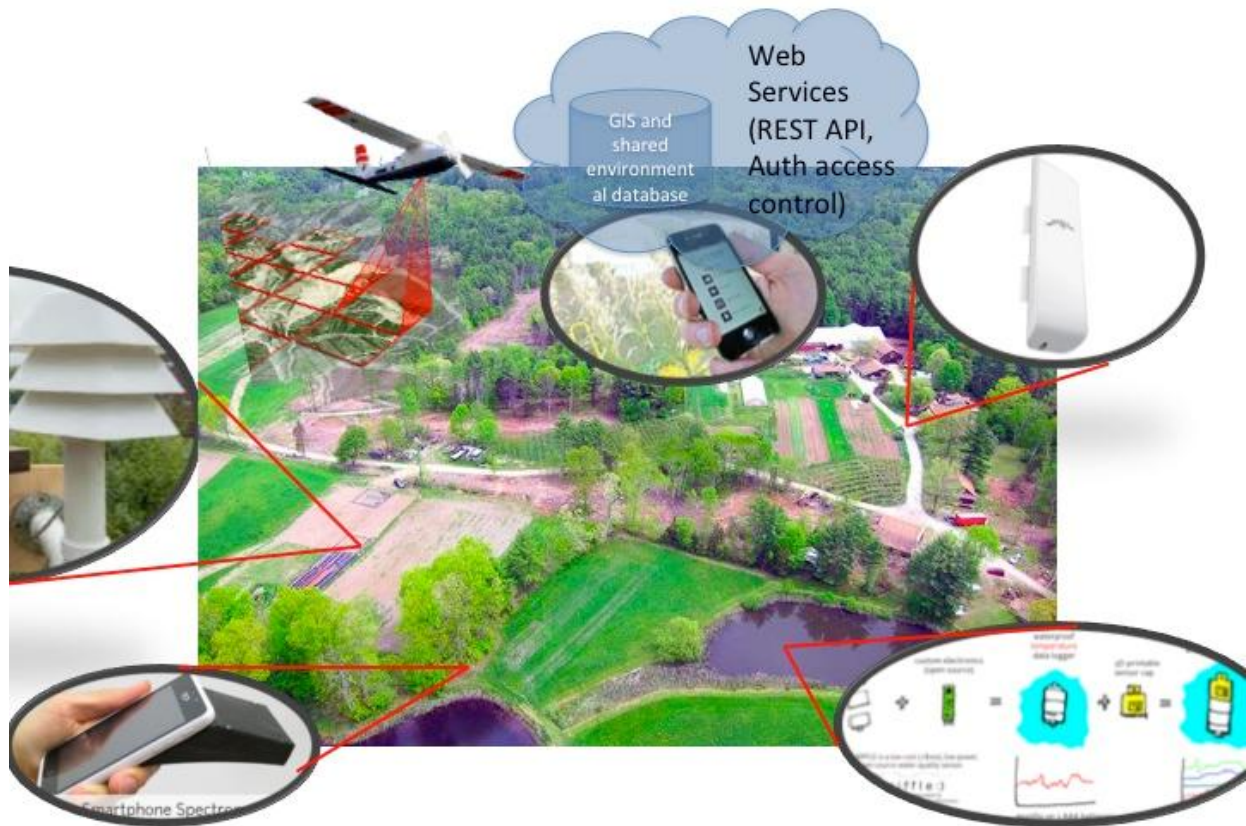 Web
Services
(REST API,
Auth access
control)
GIS and
shared
environment
al database
waterproof
temperature
data logger
custom electronics
(open source)
3D printable
sensor cap
+
=
+
=
Smartphone Spectrom